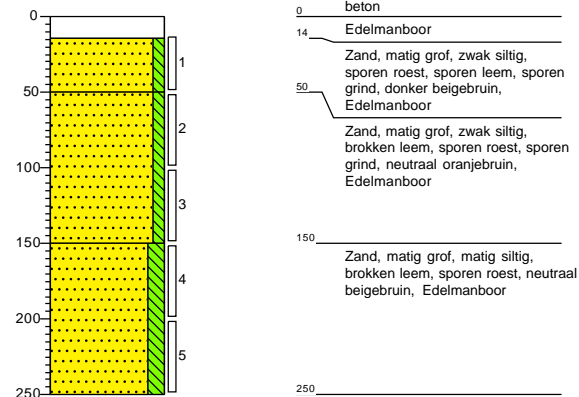 0
50
100
150
200
250
1
2
3
4
5
0
beton
Edelmanboor
14
Zand, matig grof, zwak siltig,
sporen roest, sporen leem, sporen
grind, donker beigebruin,
Edelmanboor
50
Zand, matig grof, zwak siltig,
brokken leem, sporen roest, sporen
grind, neutraal oranjebruin,
Edelmanboor
150
Zand, matig grof, matig siltig,
brokken leem, sporen roest, neutraal
beigebruin, Edelmanboor
250